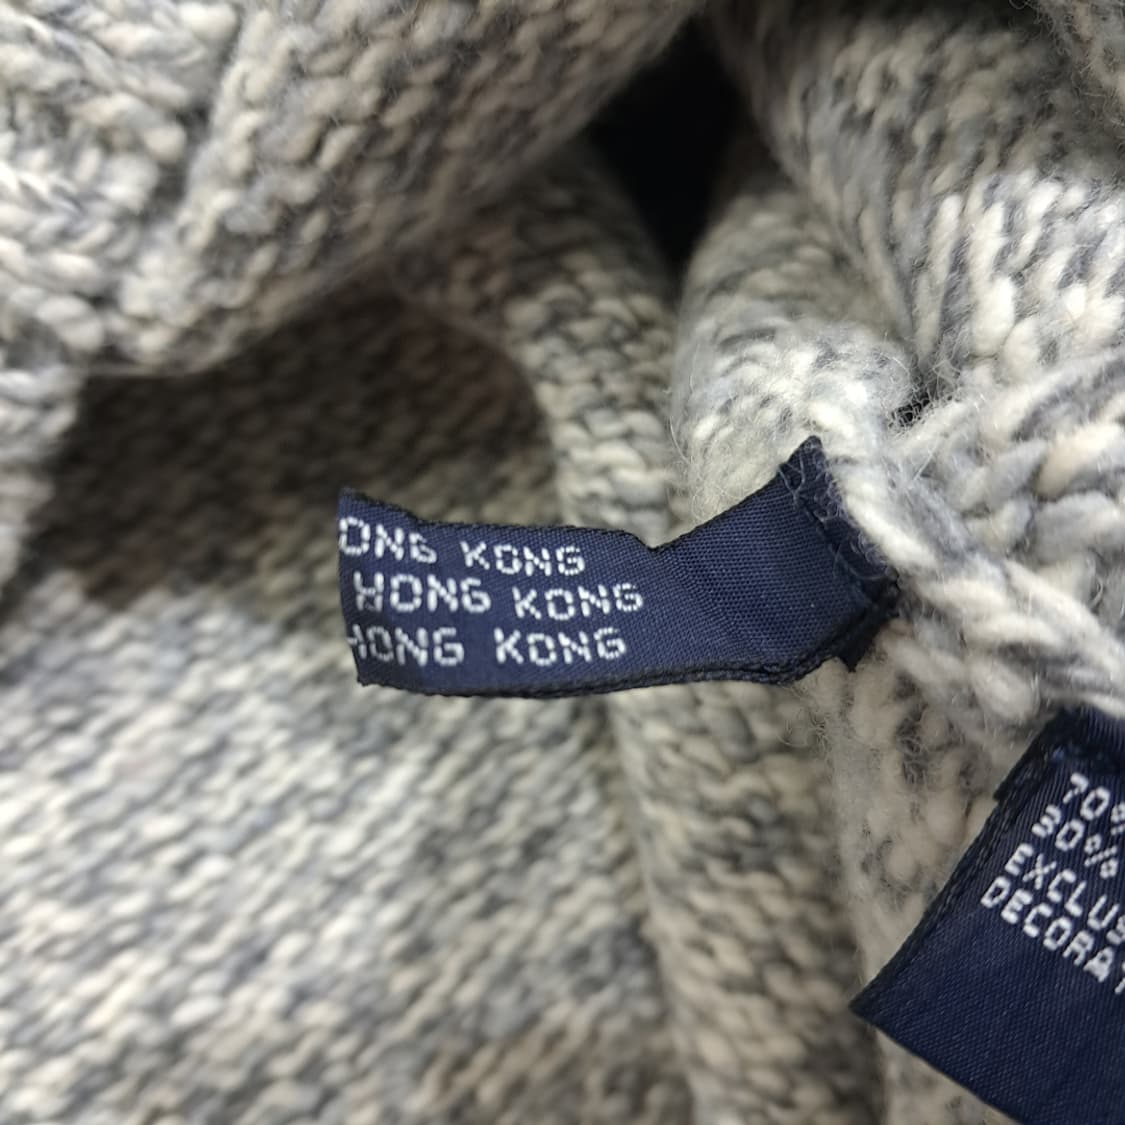 ONG KONG
HONG KONG
HONG KONG
70%
30%
EXCLUS
DECORAT